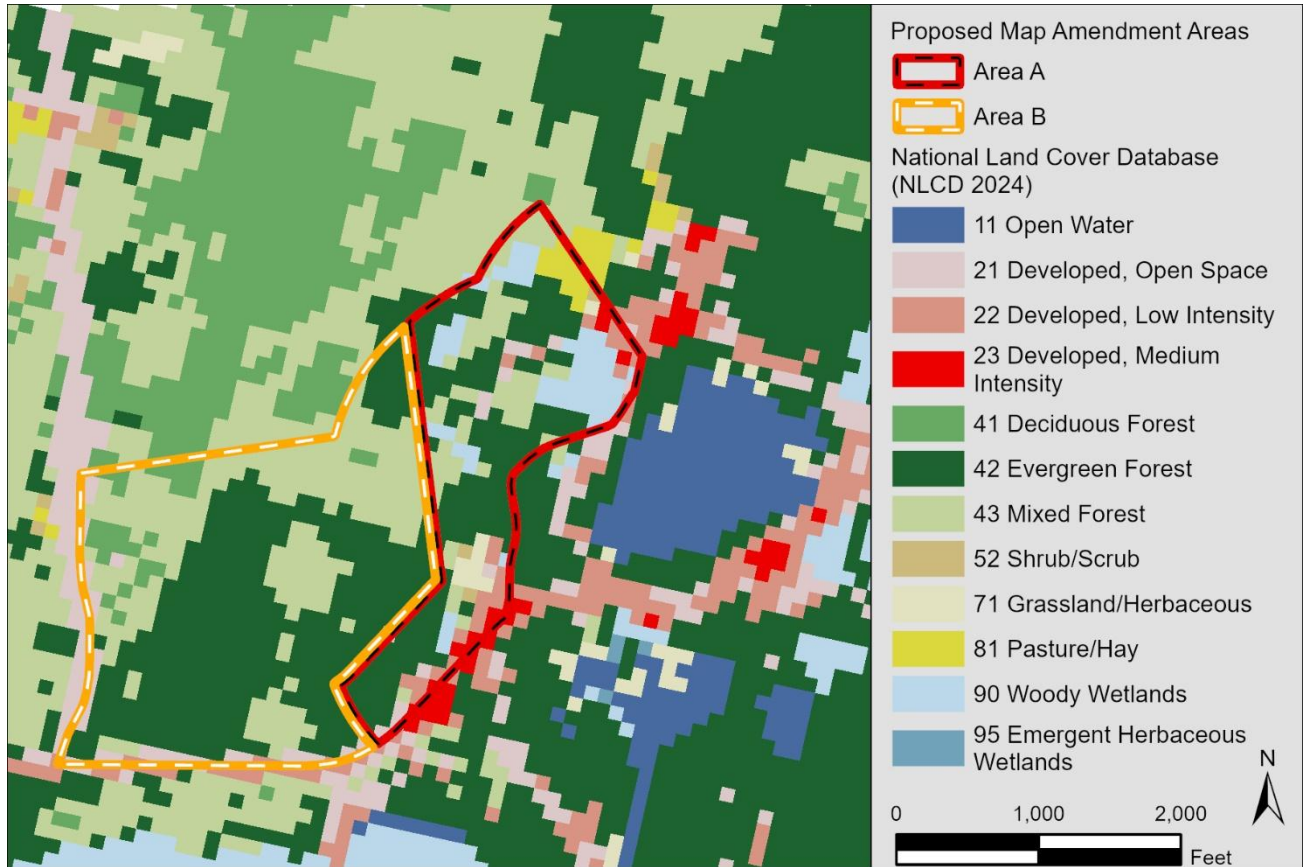 Proposed Map Amendment Areas
Area A
Area B
National Land Cover Database
(NLCD 2024)
11 Open Water
21 Developed, Open Space
22 Developed, Low Intensity
23 Developed, Medium
Intensity
41 Deciduous Forest
42 Evergreen Forest
43 Mixed Forest
52 Shrub/Scrub
71 Grassland/Herbaceous
81 Pasture/Hay
90 Woody Wetlands
95 Emergent Herbaceous
Wetlands
N
0 1,000 2,000
Feet